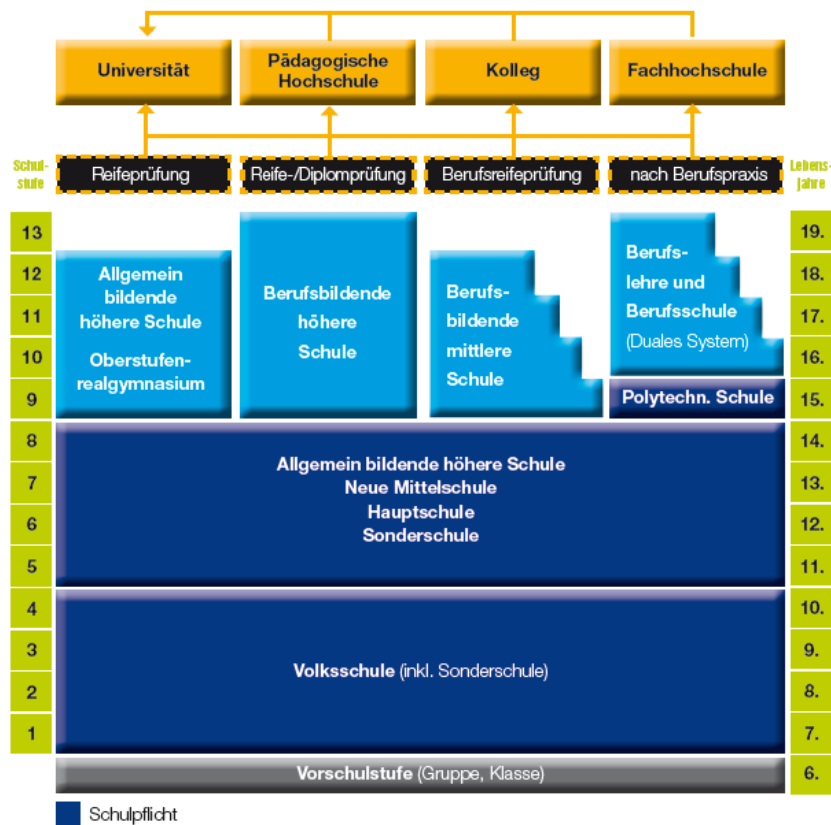 Universität
Pädagogische
Hochschule
Kolleg
Fachhochschule
Schul-
stufe
Reifeprüfung
Reife-/Diplomprüfung
Berufsreifeprüfung
nach Berufspraxis
Lebens-
jahre
13
12
11
10
9
8
7
6
5
4
3
2
1
Allgemein
bildende
höhere Schule
Oberstufen-
realgymnasium
Berufsbildende
höhere
Schule
Berufs-
bildende
mittlere
Schule
Berufs-
lehre und
Berufsschule
(Duales System)
Polytechn. Schule
19.
18.
17.
16.
15.
14.
13.
12.
11.
10.
9.
8.
7.
6.
Allgemein bildende höhere Schule
Neue Mittelschule
Hauptschule
Sonderschule
Volksschule (inkl. Sonderschule)
Vorschulstufe (Gruppe, Klasse)
Schulpflicht